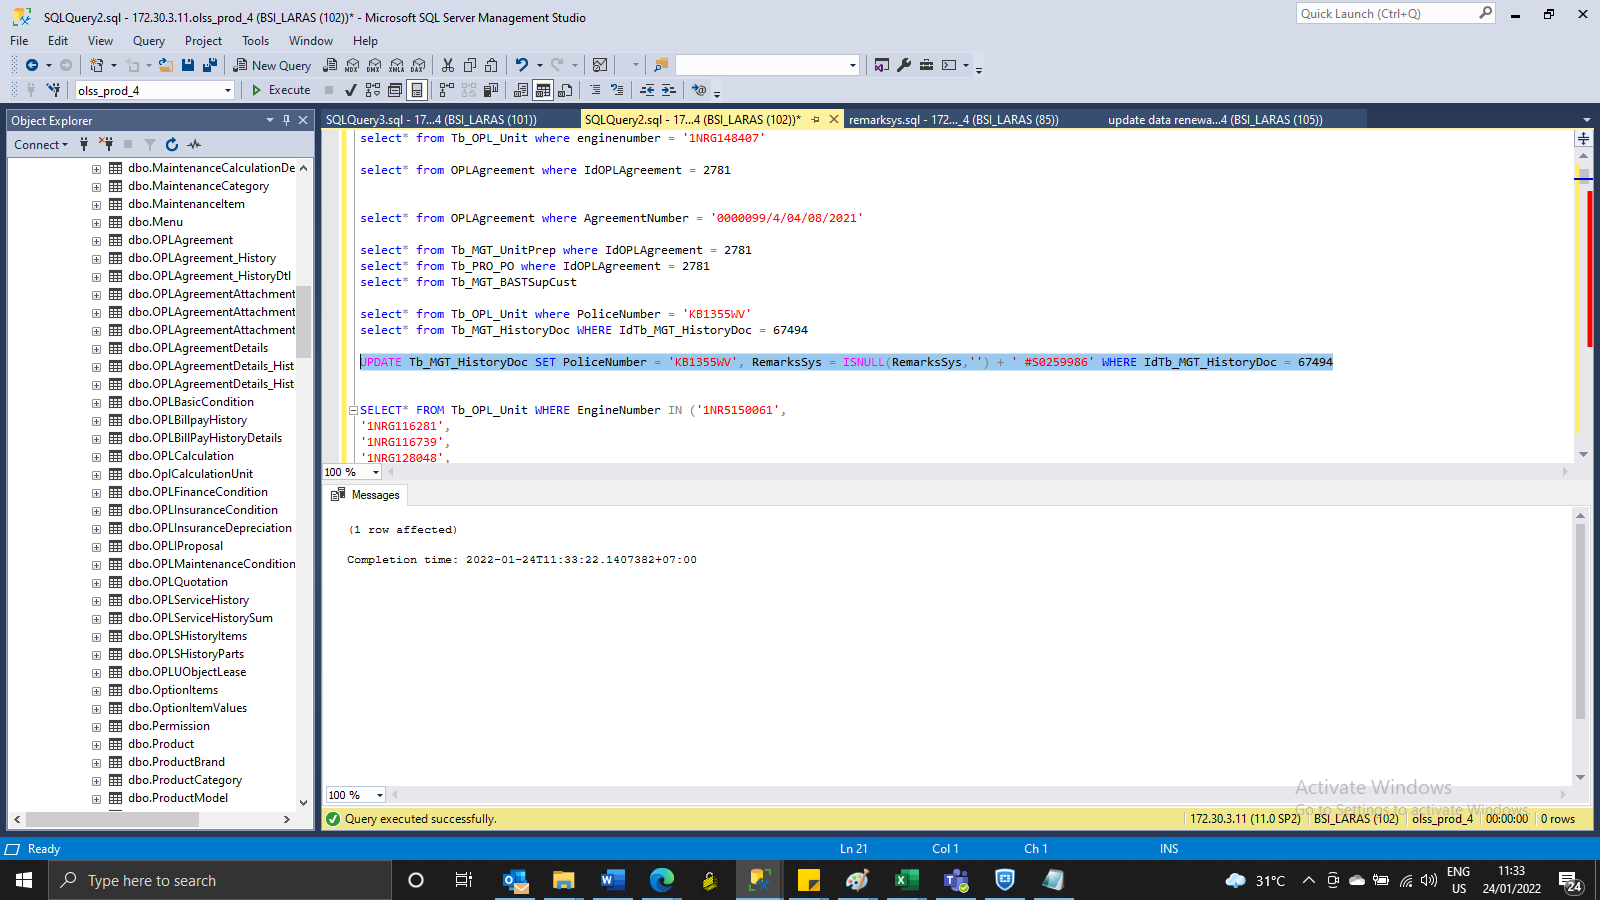 SQLQuery2.sql - 172.30.3.11.olss_prod_4 (BSI_LARAS (102))* - Microsoft SQL Server Management Studio
Quick Launch (Ctrl+Q)
File Edit View Query Project Tools Window Help
New Query
MDX DMX XMLA DAX
olss_prod_4
Execute
Object Explorer
SQLQuery3.sql - 17...4 (BSI_LARAS (101))
SQLQuery2.sql - 17...4 (BSI_LARAS (102))*
remarksys.sql - 172..._4 (BSI_LARAS (85))
update data renewa...4 (BSI_LARAS (105))
Connect
dbo.MaintenanceCalculationDe
dbo.MaintenanceCategory
dbo.MaintenanceItem
dbo.Menu
dbo.OPLAgreement
dbo.OPLAgreement_History
dbo.OPLAgreement_HistoryDtl
dbo.OPLAgreementAttachment
dbo.OPLAgreementAttachment
dbo.OPLAgreementAttachment
dbo.OPLAgreementDetails
dbo.OPLAgreementDetails_Hist
dbo.OPLAgreementDetails_Hist
dbo.OPLBasicCondition
dbo.OPLBillpayHistory
dbo.OPLBillPayHistoryDetails
dbo.OPLCalculation
dbo.OplCalculationUnit
dbo.OPLFinanceCondition
dbo.OPLInsuranceCondition
dbo.OPLInsuranceDepreciation
dbo.OPLIProposal
dbo.OPLMaintenanceCondition
dbo.OPLQuotation
dbo.OPLServiceHistory
dbo.OPLServiceHistorySum
dbo.OPLSHistoryItems
dbo.OPLSHistoryParts
dbo.OPLUObjectLease
dbo.OptionItems
dbo.OptionItemValues
dbo.Permission
dbo.Product
dbo.ProductBrand
dbo.ProductCategory
dbo.ProductModel
select* from Tb_OPL_Unit where enginenumber = '1NRG148407'
select* from OPLAgreement where IdOPLAgreement = 2781
select* from OPLAgreement where AgreementNumber = '0000099/4/04/08/2021'
select* from Tb_MGT_UnitPrep where IdOPLAgreement = 2781
select* from Tb_PRO_PO where IdOPLAgreement = 2781
select* from Tb_MGT_BASTSupCust
select* from Tb_OPL_Unit where PoliceNumber = 'KB1355WV'
select* from Tb_MGT_HistoryDoc WHERE IdTb_MGT_HistoryDoc = 67494
UPDATE Tb_MGT_HistoryDoc SET PoliceNumber = 'KB1355WV', RemarksSys = ISNULL(RemarksSys,'') + ' #S0259986' WHERE IdTb_MGT_HistoryDoc = 67494
SELECT* FROM Tb_OPL_Unit WHERE EngineNumber IN ('1NR5150061',
'1NRG116281',
'1NRG116739',
'1NRG128048',
100 %
Messages
(1 row affected)
Completion time: 2022-01-24T11:33:22.1407382+07:00
100 %
Activate Windows
Go to Settings to activate Windows.
Query executed successfully.
172.30.3.11 (11.0 SP2) BSI_LARAS (102) olss_prod_4 00:00:00 0 rows
Ready
Ln 21 Col 1 Ch 1 INS
Type here to search
31°C
ENG
US
11:33
24/01/2022
24